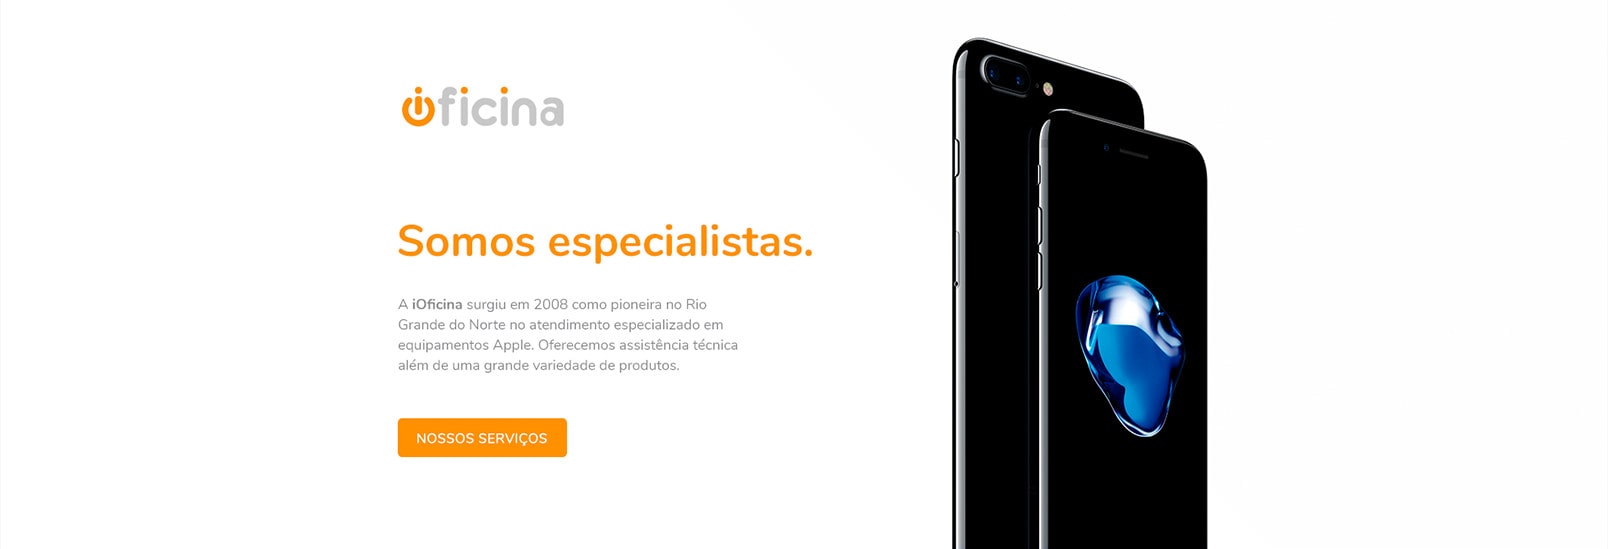 iOficina
Somos especialistas.
A iOficina surgiu em 2008 como pioneira no Rio
Grande do Norte no atendimento especializado em
equipamentos Apple. Oferecemos assistência técnica
além de uma grande variedade de produtos.
NOSSOS SERVIÇOS